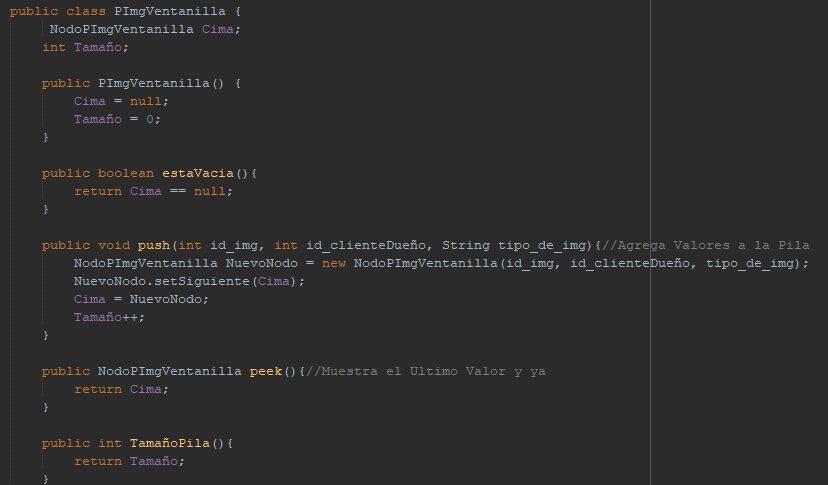 public class PImgVentanilla {
NodoPImgVentanilla Cima;
int Tamaño;
public PImgVentanilla() {
Cima = null;
Tamaño = 0;
}
public boolean estaVacia(){
return Cima == null;
}
public void push(int id_img, int id_clienteDueño, String tipo_de_img){//Agrega Valores a la Pila
NodoPImgVentanilla NuevoNodo = new NodoPImgVentanilla(id_img, id_clienteDueño, tipo_de_img);
NuevoNodo.setSiguiente(Cima);
Cima = NuevoNodo;
Tamaño++;
}
public NodoPImgVentanilla peek(){//Muestra el Ultimo Valor y ya
return Cima;
}
public int TamañoPila(){
return Tamaño;
}